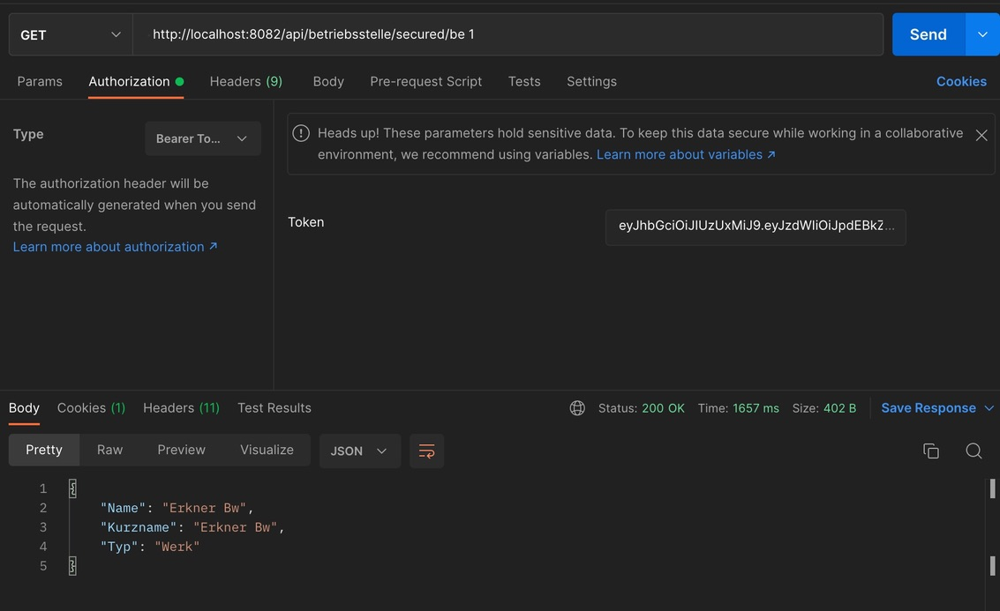 GET http://localhost:8082/api/betriebsstelle/secured/be 1 Send
Params Authorization Headers (9) Body Pre-request Script Tests Settings Cookies
Type Bearer To...
The authorization header will be
automatically generated when you send
the request.
Learn more about authorization ↗
Heads up! These parameters hold sensitive data. To keep this data secure while working in a collaborative
environment, we recommend using variables. Learn more about variables ↗
Token eyJhbGciOiJIUzUxMiJ9.eyJzdWIiOiJpdEBkZ...
Body Cookies (1) Headers (11) Test Results Status: 200 OK Time: 1657 ms Size: 402 B Save Response
Pretty Raw Preview Visualize JSON
1 {
2 "Name": "Erkner Bw",
3 "Kurzname": "Erkner Bw",
4 "Typ": "Werk"
5 }